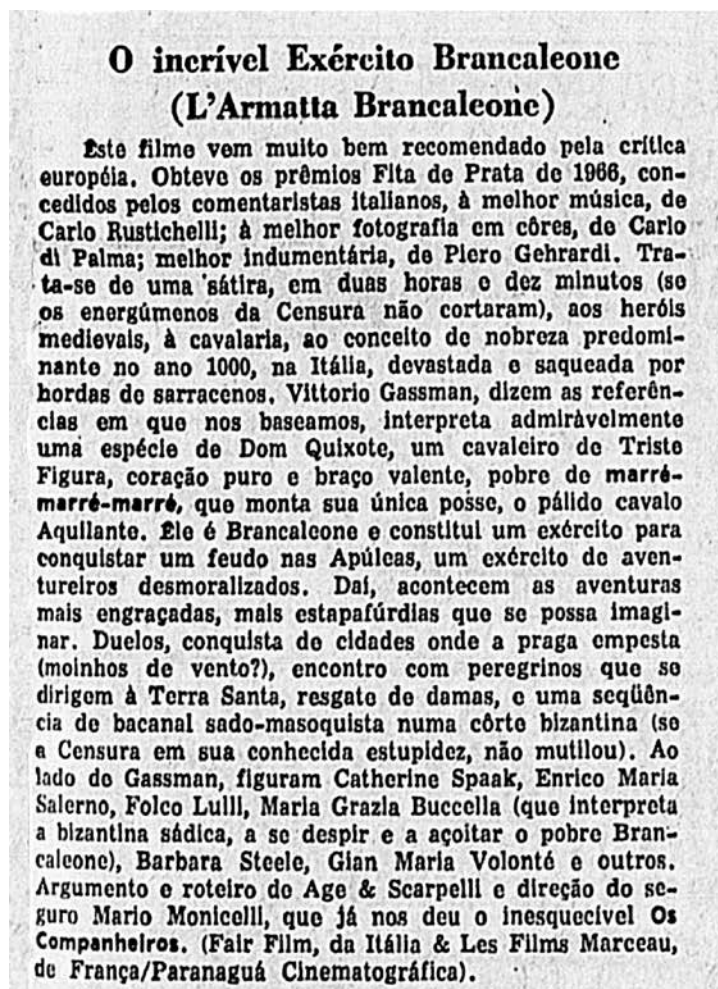 O incrível Exército Brancaleone
(L'Armatta Brancaleone)
Este filme vem muito bem recomendado pela crítica
européia. Obteve os prêmios Fita de Prata de 1966, con-
cedidos pelos comentaristas italianos, à melhor música, de
Carlo Rustichelli; à melhor fotografia em côres, de Carlo
di Palma; melhor indumentária, de Piero Gehrardi. Tra-
ta-se de uma sátira, em duas horas e dez minutos (se
os energúmenos da Censura não cortaram), aos heróis
medievais, à cavalaria, ao conceito de nobreza predomi-
nante no ano 1000, na Itália, devastada e saqueada por
hordas de sarracenos. Vittorio Gassman, dizem as referên-
cias em que nos baseamos, interpreta admiràvelmente
uma espécie de Dom Quixote, um cavaleiro de Triste
Figura, coração puro e braço valente, pobre de marré-
marré-marré, que monta sua única posse, o pálido cavalo
Aquilante. Ele é Brancaleone e constitui um exército para
conquistar um feudo nas Apúleas, um exército de aven-
tureiros desmoralizados. Daí, acontecem as aventuras
mais engraçadas, mais estapafúrdias que se possa imagi-
nar. Duelos, conquista de cidades onde a praga empesta
(moinhos de vento?), encontro com peregrinos que se
dirigem à Terra Santa, resgate de damas, e uma seqüên-
cia de bacanal sado-masoquista numa côrte bizantina (se
a Censura em sua conhecida estupidez, não mutilou). Ao
lado de Gassman, figuram Catherine Spaak, Enrico Maria
Salerno, Folco Lulli, Maria Grazia Buccella (que interpreta
a bizantina sádica, a se despir e a açoitar o pobre Bran-
caleone), Barbara Steele, Gian Maria Volonté e outros.
Argumento e roteiro de Age & Scarpelli e direção do se-
guro Mario Monicelli, que já nos deu o inesquecível Os
Companheiros. (Fair Film, da Itália & Les Films Marceau,
de França/Paranaguá Cinematográfica).